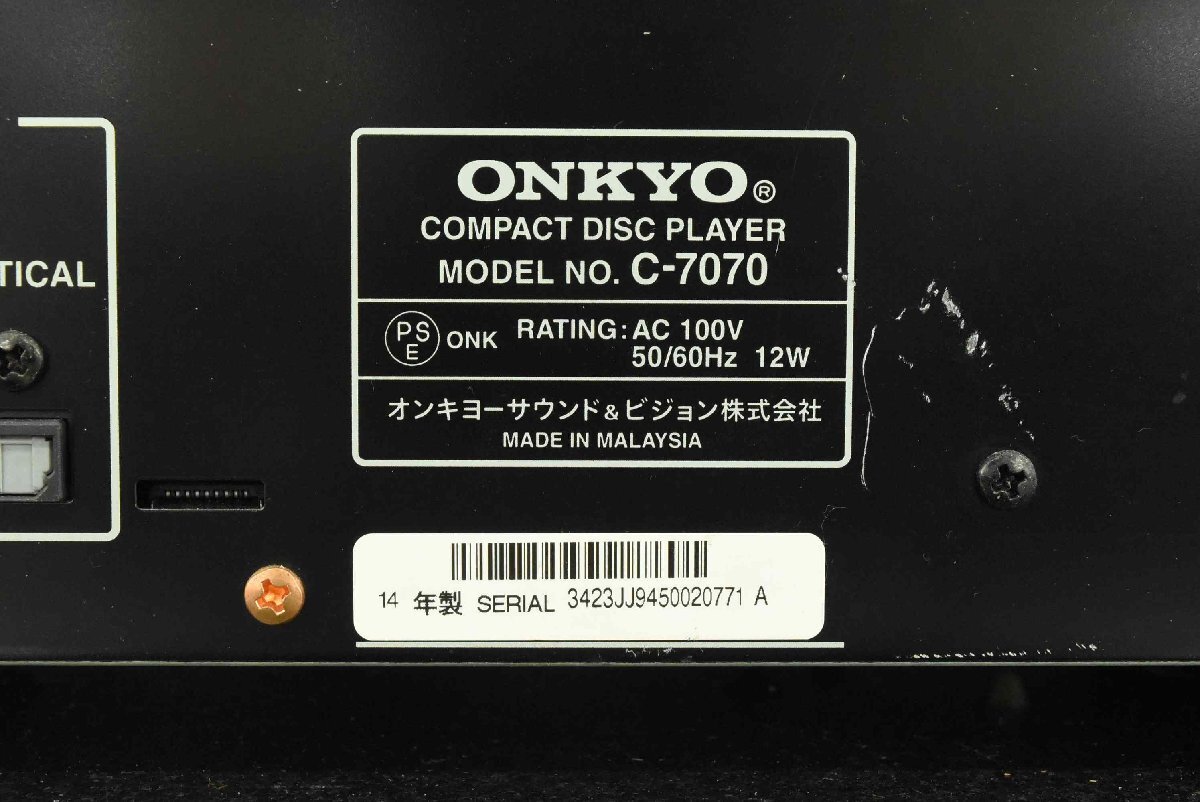 TICAL
ONKYO®
COMPACT DISC PLAYER
MODEL NO. C-7070
PS
E
ONK
RATING: AC 100V
50/60Hz 12W
オンキヨーサウンド&ビジョン株式会社
MADE IN MALAYSIA
14 年製 SERIAL 3423JJ9450020771 A